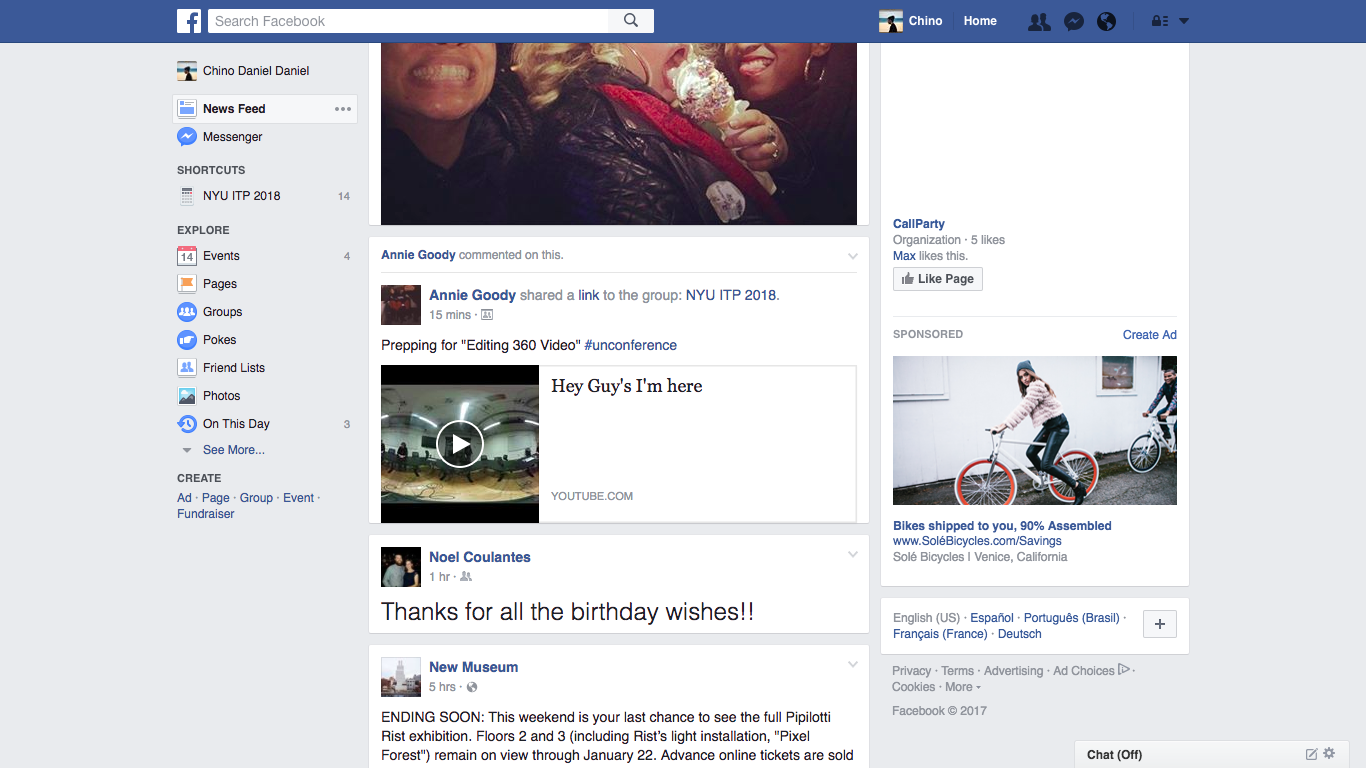 Search Facebook
Chino
Home
Chino Daniel Daniel
News Feed
Messenger
SHORTCUTS
NYU ITP 2018 14
EXPLORE
14 Events 4
Pages
Groups
Pokes
Friend Lists
Photos
On This Day 3
See More...
CREATE
Ad · Page · Group · Event ·
Fundraiser
Annie Goody commented on this.
Annie Goody shared a link to the group: NYU ITP 2018.
15 mins ·
Prepping for "Editing 360 Video" #unconference
Hey Guy's I'm here
YOUTUBE.COM
Noel Coulantes
1 hr ·
Thanks for all the birthday wishes!!
New Museum
5 hrs ·
ENDING SOON: This weekend is your last chance to see the full Pipilotti
Rist exhibition. Floors 2 and 3 (including Rist's light installation, "Pixel
Forest") remain on view through January 22. Advance online tickets are sold
CallParty
Organization · 5 likes
Max likes this.
Like Page
SPONSORED Create Ad
Bikes shipped to you, 90% Assembled
www.SoléBicycles.com/Savings
Solé Bicycles | Venice, California
English (US) · Español · Português (Brasil) ·
Français (France) · Deutsch
+
Privacy · Terms · Advertising · Ad Choices ·
Cookies · More
Facebook © 2017
Chat (Off)